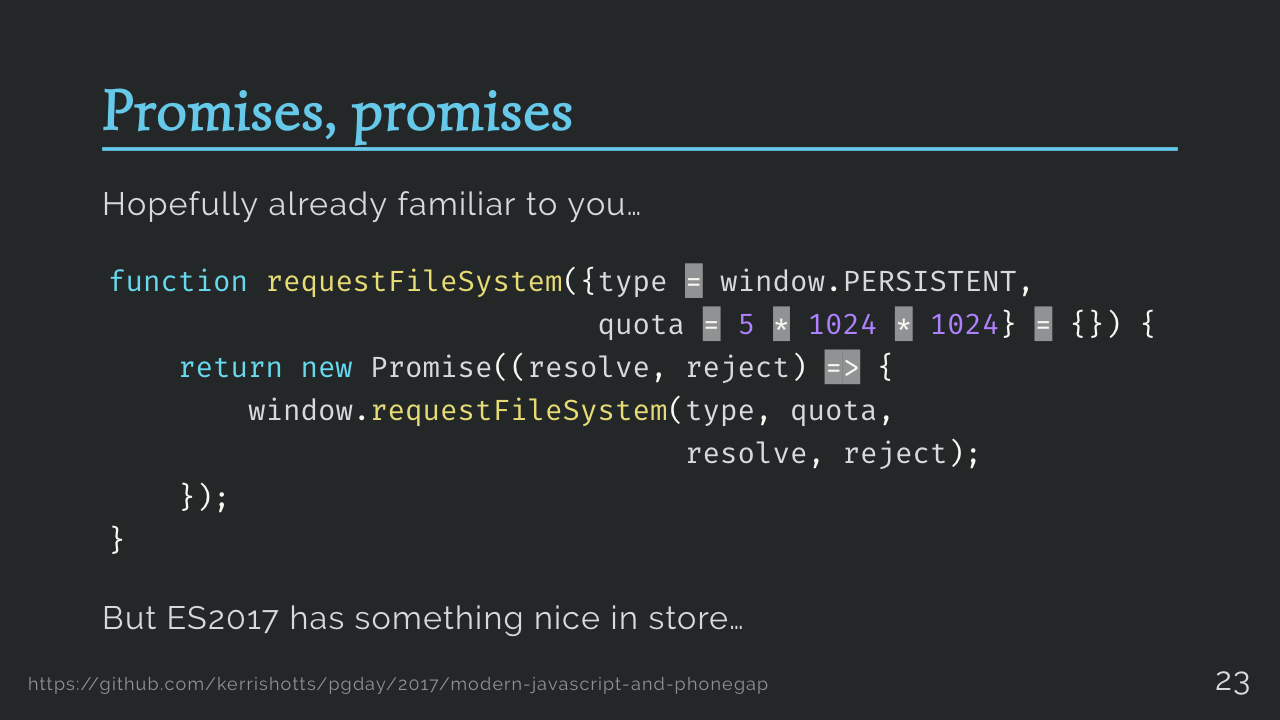 Promises, promises
Hopefully already familiar to you…
function requestFileSystem({type = window.PERSISTENT,
                            quota = 5 * 1024 * 1024} = {}) {
    return new Promise((resolve, reject) => {
        window.requestFileSystem(type, quota,
                                 resolve, reject);
    });
}
But ES2017 has something nice in store…
https://github.com/kerrishotts/pgday/2017/modern-javascript-and-phonegap
23